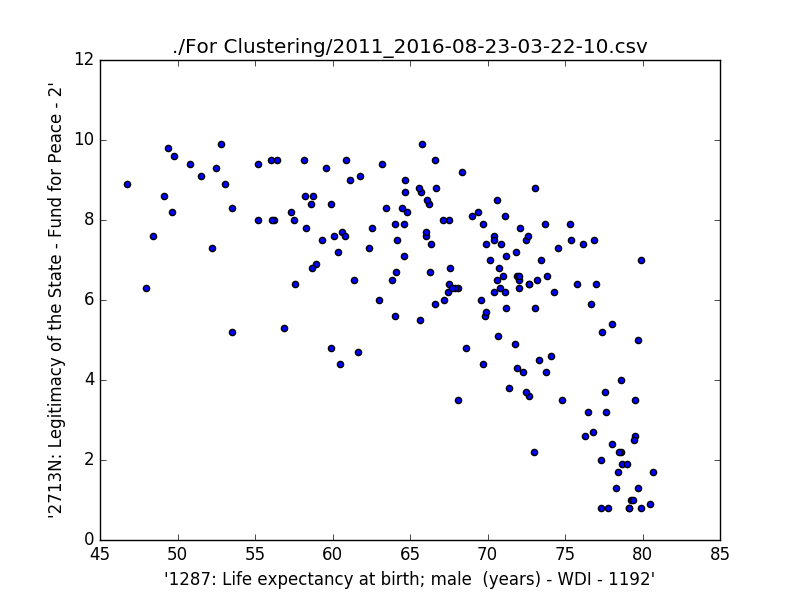 ./For Clustering/2011_2016-08-23-03-22-10.csv
'2713N: Legitimacy of the State - Fund for Peace - 2'
12
10
8
6
4
2
0
45 50 55 60 65 70 75 80 85
'1287: Life expectancy at birth; male  (years) - WDI - 1192'